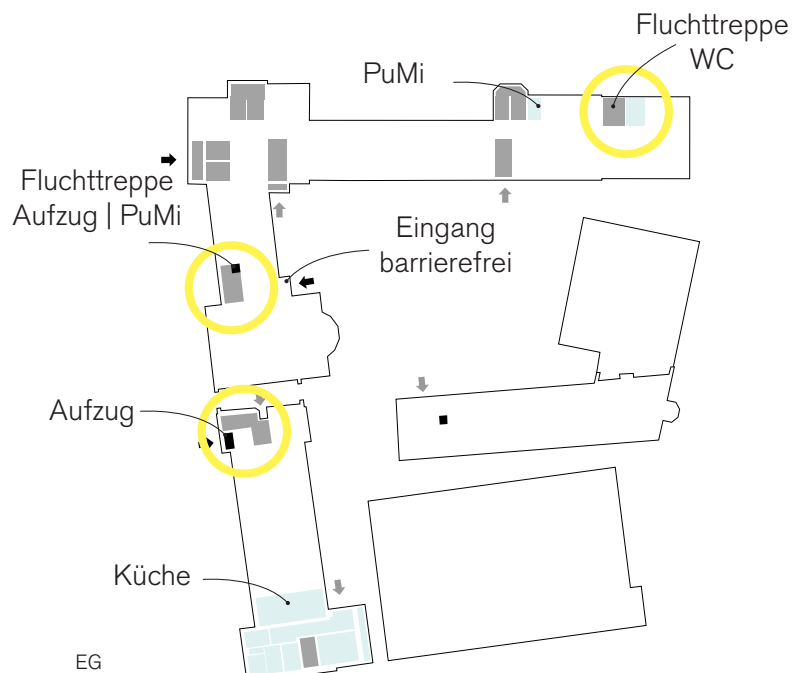 Fluchttreppe
WC
PuMi
Fluchttreppe
Aufzug | PuMi
Eingang
barrierefrei
Aufzug
Küche
EG